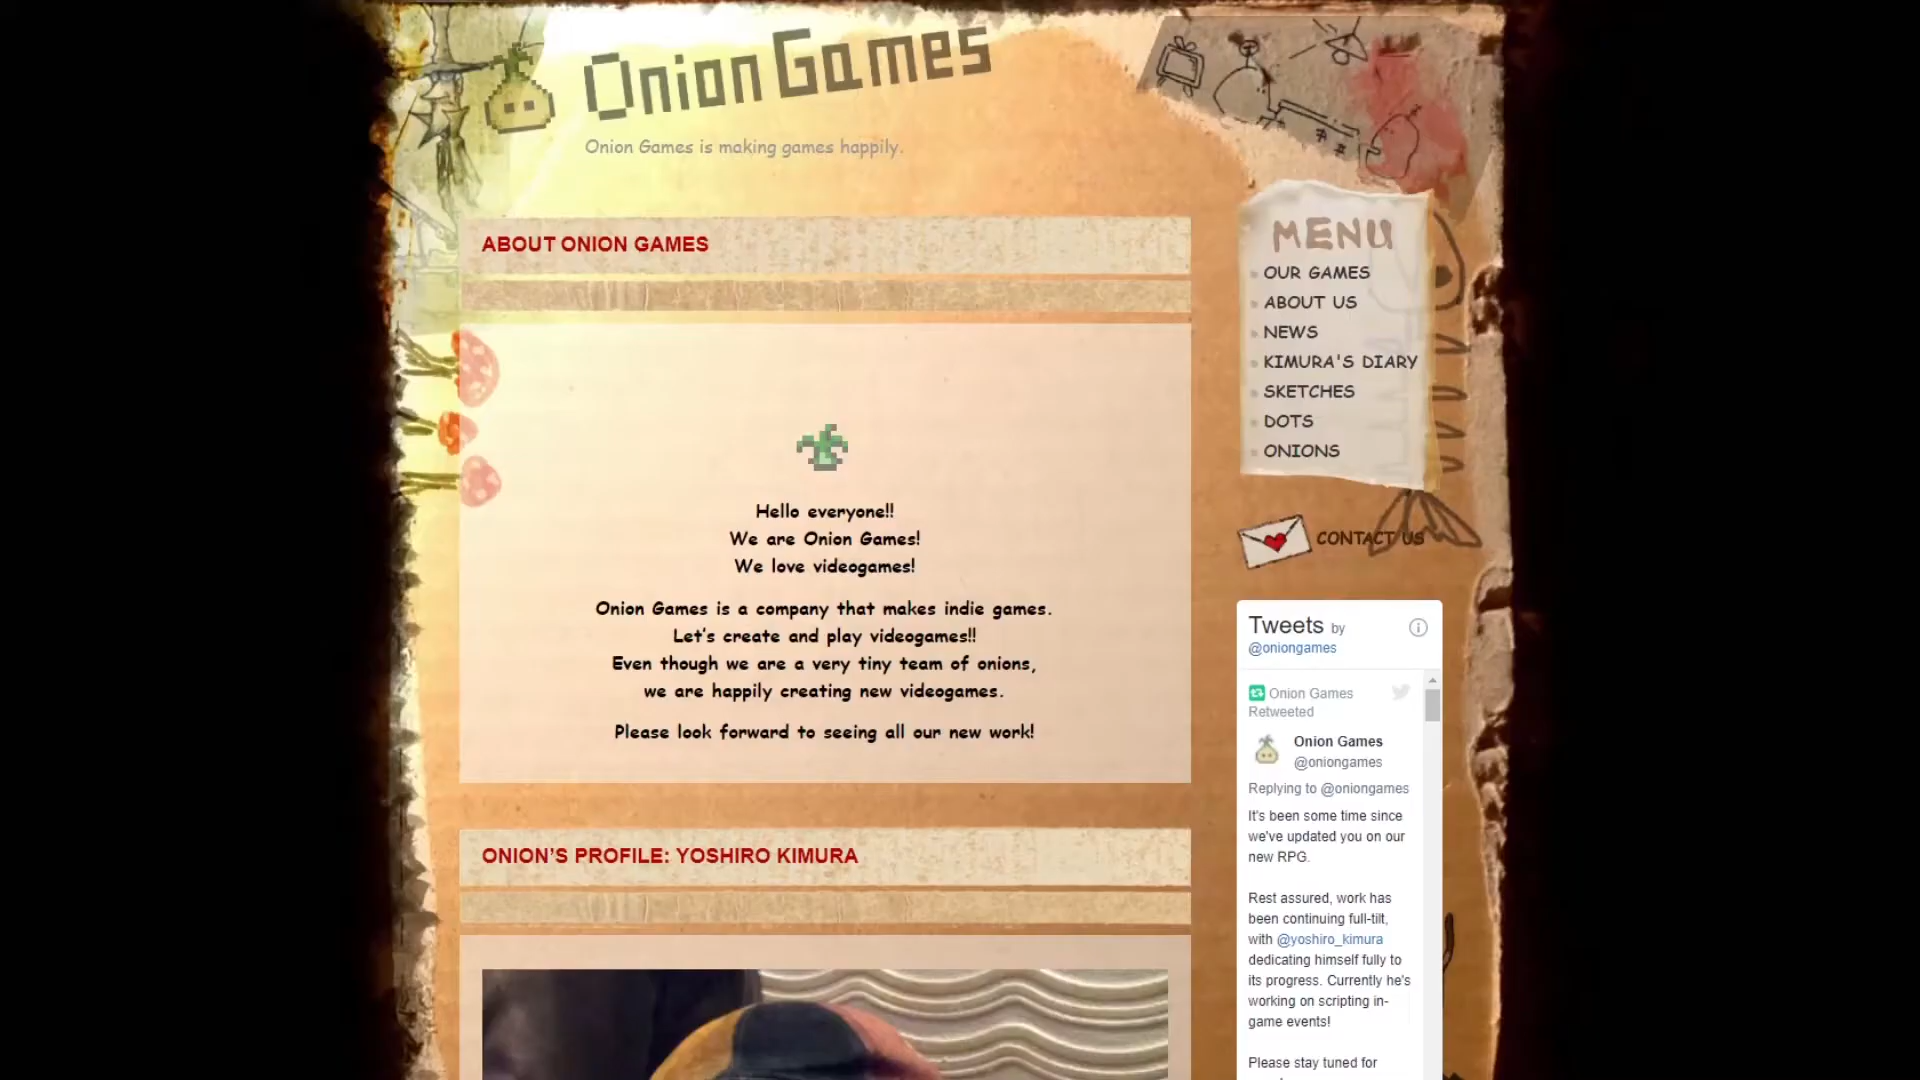 Onion Games
Onion Games is making games happily.
ABOUT ONION GAMES
Hello everyone!!
We are Onion Games!
We love videogames!
Onion Games is a company that makes indie games.
Let's create and play videogames!!
Even though we are a very tiny team of onions,
we are happily creating new videogames.
Please look forward to seeing all our new work!
ONION'S PROFILE: YOSHIRO KIMURA
MENU
OUR GAMES
ABOUT US
NEWS
KIMURA'S DIARY
SKETCHES
DOTS
ONIONS
CONTACT US
Tweets by
@oniongames
Onion Games
Retweeted
Onion Games
@oniongames
Replying to @oniongames
It's been some time since
we've updated you on our
new RPG.
Rest assured, work has
been continuing full-tilt,
with @yoshiro_kimura
dedicating himself fully to
its progress. Currently he's
working on scripting in-
game events!
Please stay tuned for